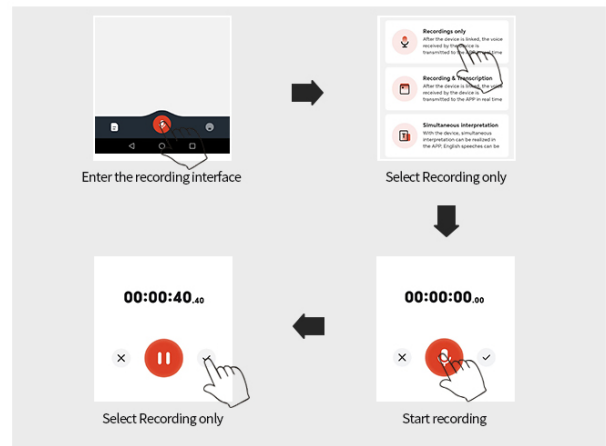 Recordings only
After the device is linked, the voice
received by the device is
transmitted to the APP in real time
Recording & Transcription
After the device is linked, the voice
received by the device is
transmitted to the APP in real time
Simultaneous interpretation
With the device, simultaneous
interpretation can be realized in
the APP, English speeches can be
Enter the recording interface
Select Recording only
00:00:40.40
00:00:00.00
Select Recording only
Start recording